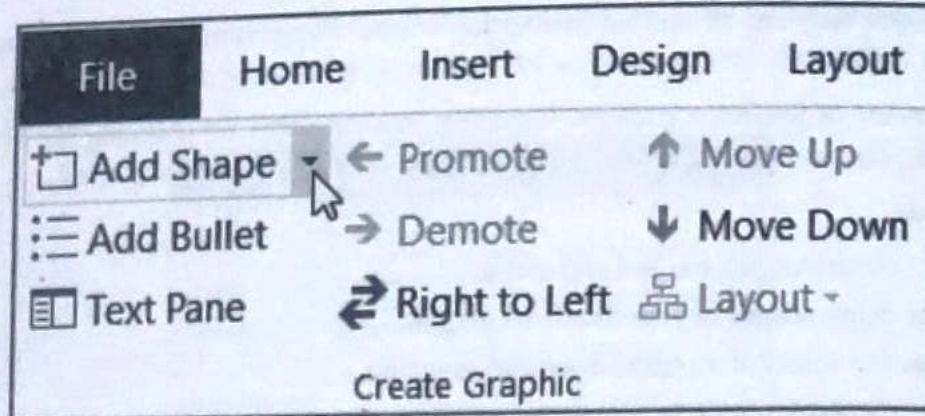 File Home Insert Design Layout
Add Shape Promote Move Up
Add Bullet Demote Move Down
Text Pane Right to Left Layout
Create Graphic